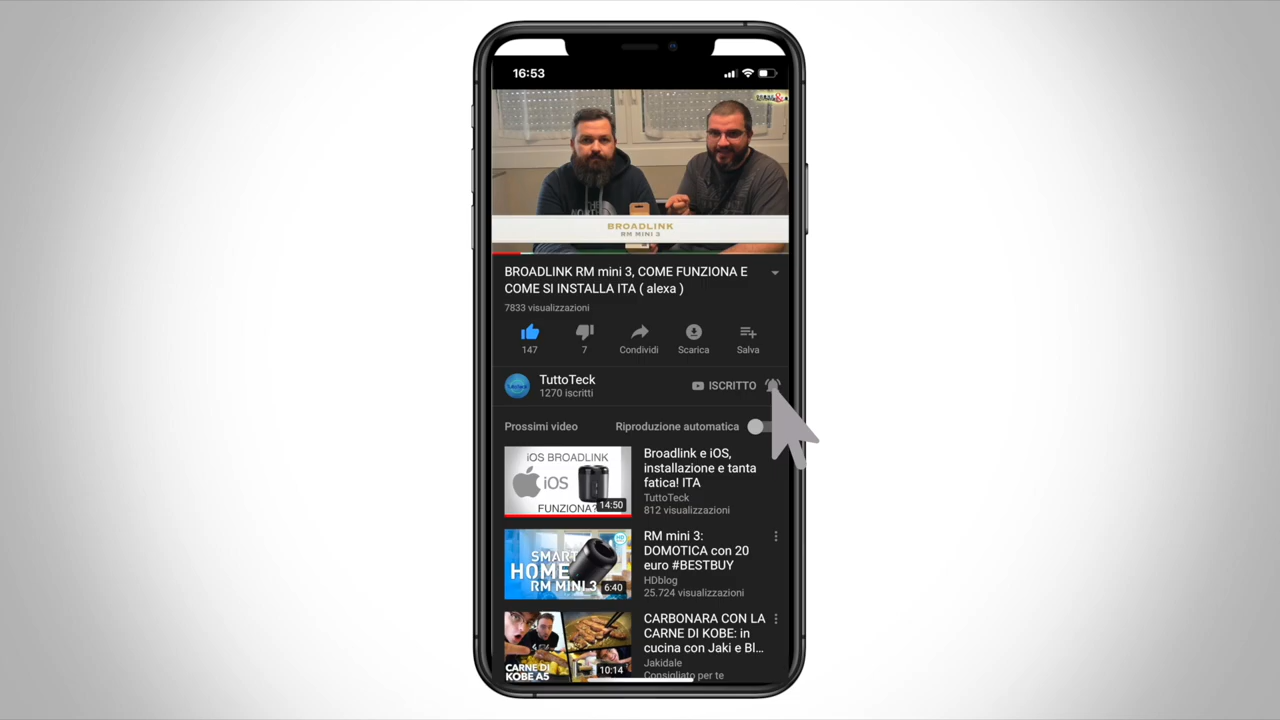 16:53
BROADLINK
RM MINI 3
BROADLINK RM mini 3, COME FUNZIONA E
COME SI INSTALLA ITA ( alexa )
7833 visualizzazioni
147
7
Condividi
Scarica
Salva
TuttoTeck
1270 iscritti
ISCRITTO
Prossimi video
Riproduzione automatica
iOS BROADLINK
iOS
FUNZIONA?
14:50
Broadlink e iOS,
installazione e tanta
fatica! ITA
TuttoTeck
812 visualizzazioni
SMART
HOME
RM MINI 3
6:40
RM mini 3:
DOMOTICA con 20
euro #BESTBUY
HDblog
25.724 visualizzazioni
CARNE DI
KOBE A5
10:14
CARBONARA CON LA
CARNE DI KOBE: in
cucina con Jaki e Bl...
Jakidale
Consigliato per te